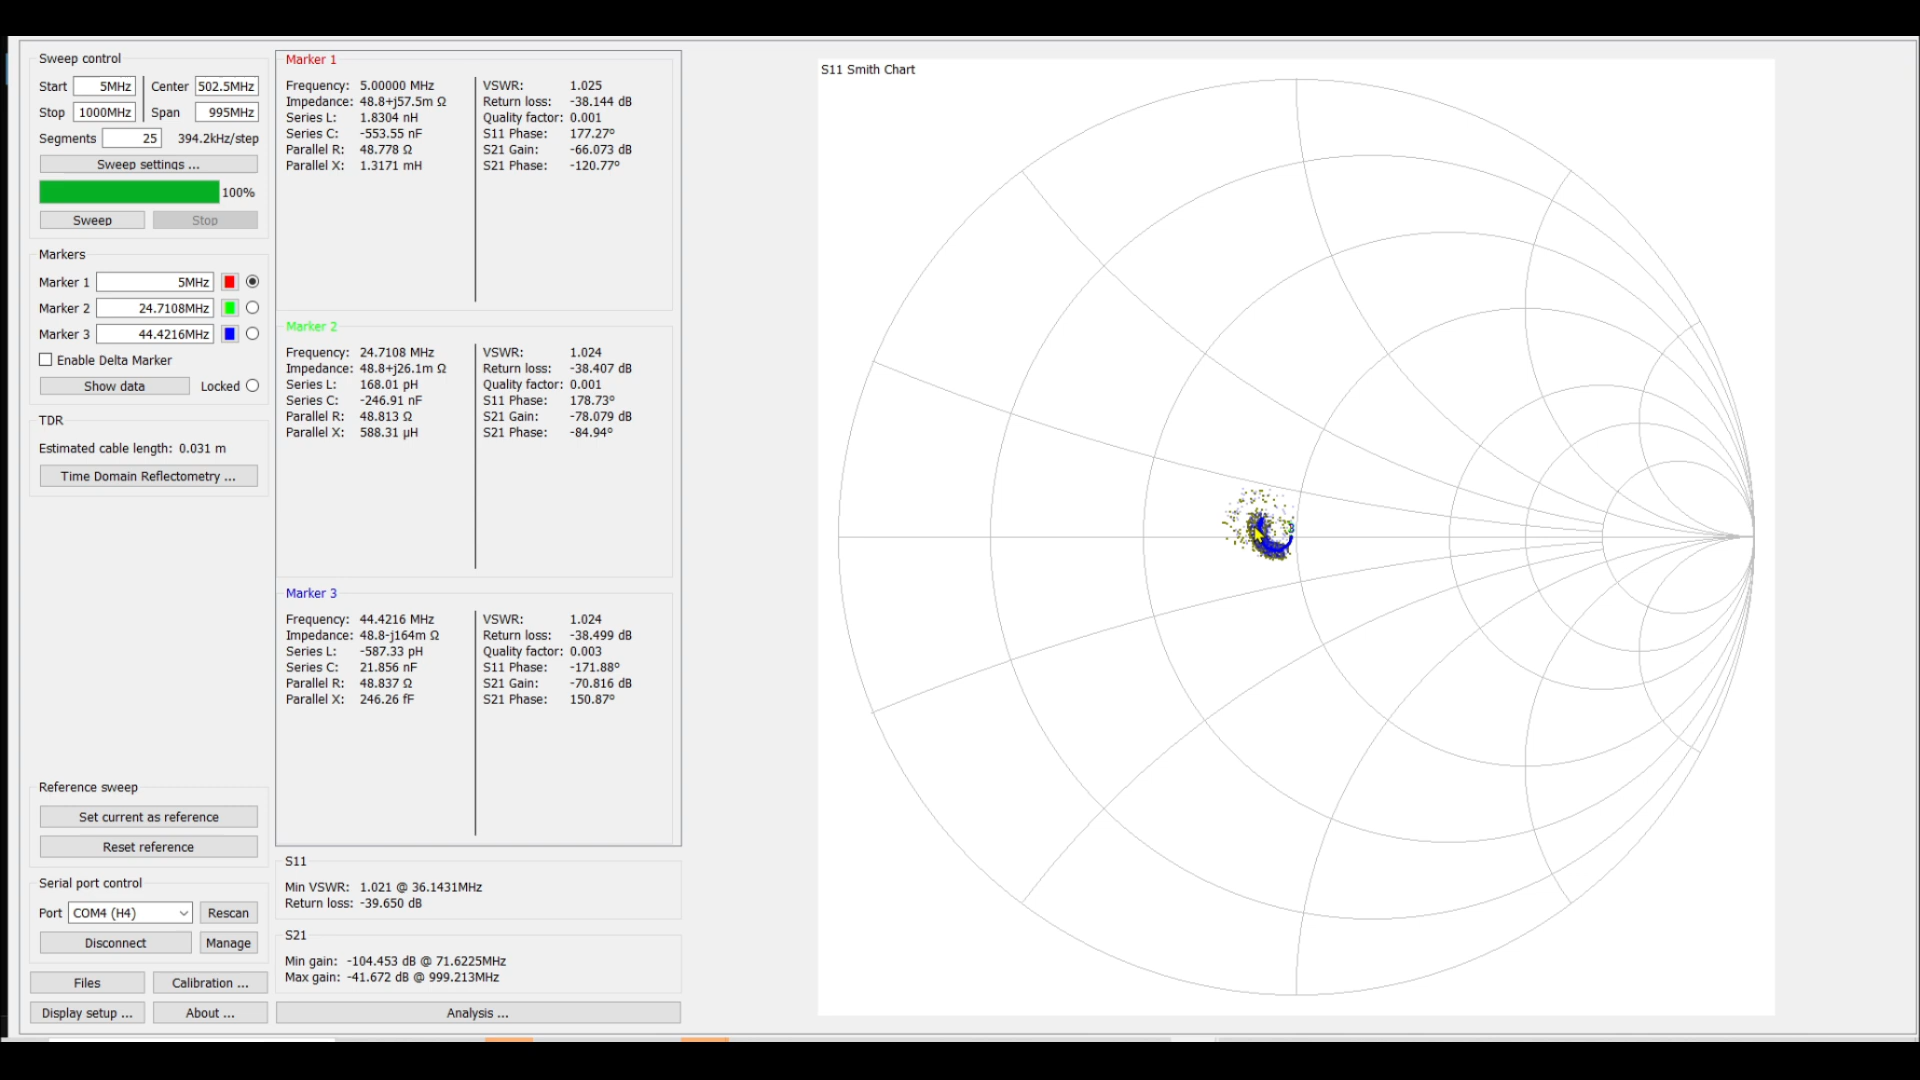 Sweep control
Start 5MHz Center 502.5MHz
Stop 1000MHz Span 995MHz
Segments 25 394.2kHz/step
Sweep settings ...
100%
Sweep Stop
Markers
Marker 1 5MHz
Marker 2 24.7108MHz
Marker 3 44.4216MHz
Enable Delta Marker
Show data Locked
TDR
Estimated cable length: 0.031 m
Time Domain Reflectometry ...
Reference sweep
Set current as reference
Reset reference
Serial port control
Port COM4 (H4) Rescan
Disconnect Manage
Files Calibration ...
Display setup ... About ...
Marker 1
Frequency: 5.00000 MHz VSWR: 1.025
Impedance: 48.8+j57.5m Ω Return loss: -38.144 dB
Series L: 1.8304 nH Quality factor: 0.001
Series C: -553.55 nF S11 Phase: 177.27°
Parallel R: 48.778 Ω S21 Gain: -66.073 dB
Parallel X: 1.3171 mH S21 Phase: -120.77°
Marker 2
Frequency: 24.7108 MHz VSWR: 1.024
Impedance: 48.8+j26.1m Ω Return loss: -38.407 dB
Series L: 168.01 pH Quality factor: 0.001
Series C: -246.91 nF S11 Phase: 178.73°
Parallel R: 48.813 Ω S21 Gain: -78.079 dB
Parallel X: 588.31 µH S21 Phase: -84.94°
Marker 3
Frequency: 44.4216 MHz VSWR: 1.024
Impedance: 48.8-j164m Ω Return loss: -38.499 dB
Series L: -587.33 pH Quality factor: 0.003
Series C: 21.856 nF S11 Phase: -171.88°
Parallel R: 48.837 Ω S21 Gain: -70.816 dB
Parallel X: 246.26 fF S21 Phase: 150.87°
S11
Min VSWR: 1.021 @ 36.1431MHz
Return loss: -39.650 dB
S21
Min gain: -104.453 dB @ 71.6225MHz
Max gain: -41.672 dB @ 999.213MHz
Analysis ...
S11 Smith Chart